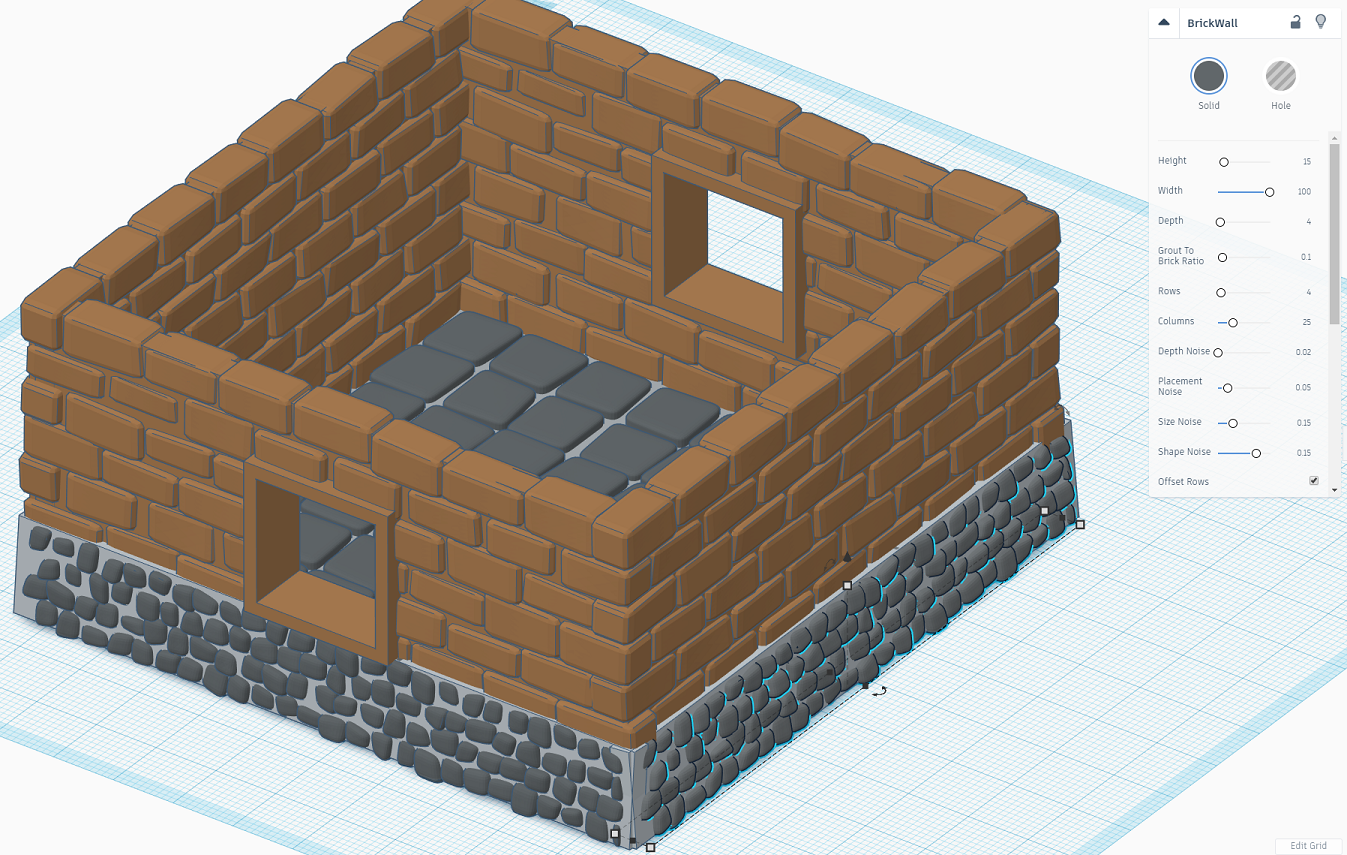 BrickWall
Solid
Hole
Height 15
Width 100
Depth 4
Grout To
Brick Ratio 0.1
Rows 4
Columns 25
Depth Noise 0.02
Placement
Noise 0.05
Size Noise 0.15
Shape Noise 0.15
Offset Rows
Edit Grid